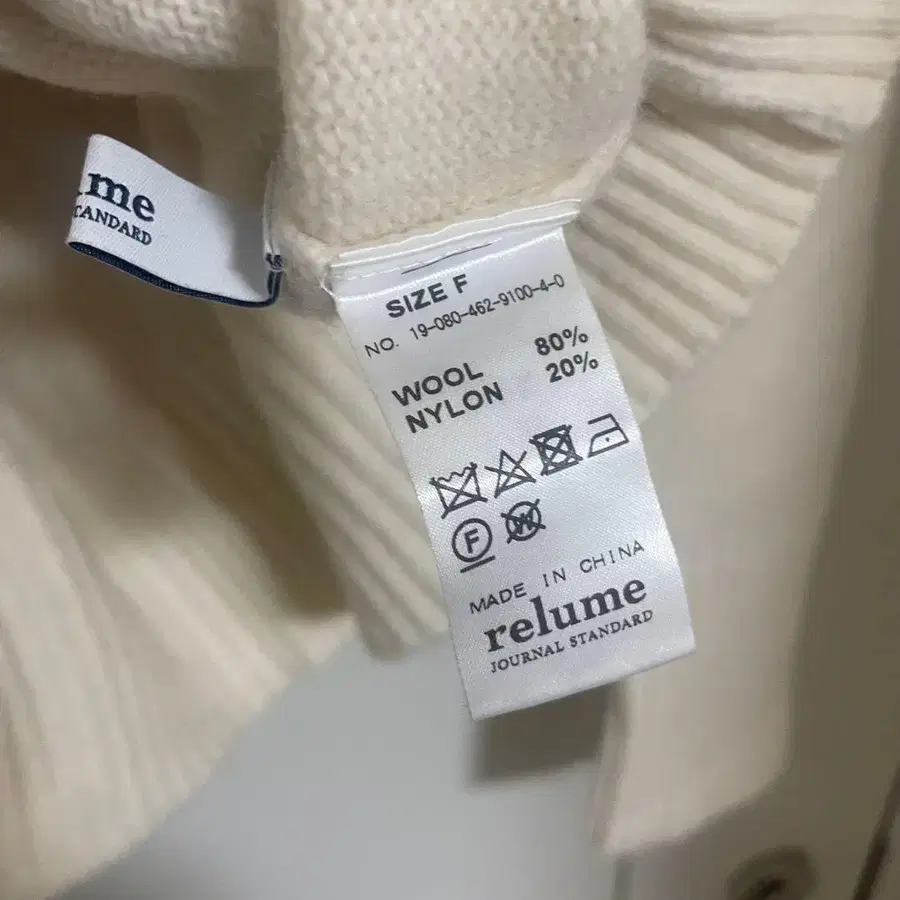 ume
STANDARD
SIZE F
NO. 19-080-462-9100-4-0
WOOL 80%
NYLON 20%
F W
MADE IN CHINA
relume
JOURNAL STANDARD